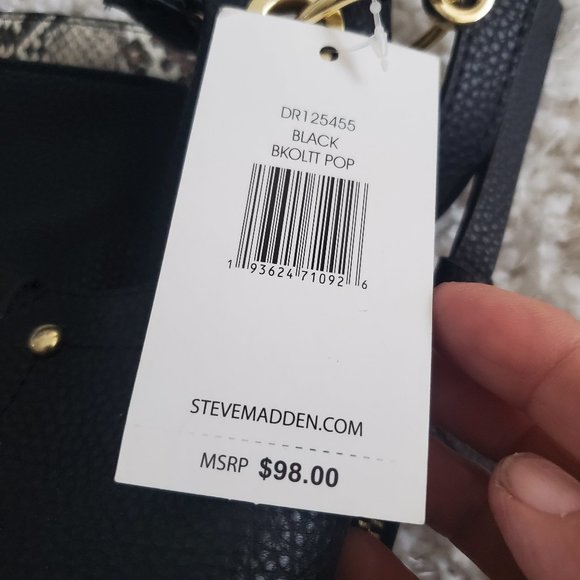 DR125455
BLACK
BKOLTT POP
1 93624 71092 6
STEVEMADDEN.COM
MSRP $98.00